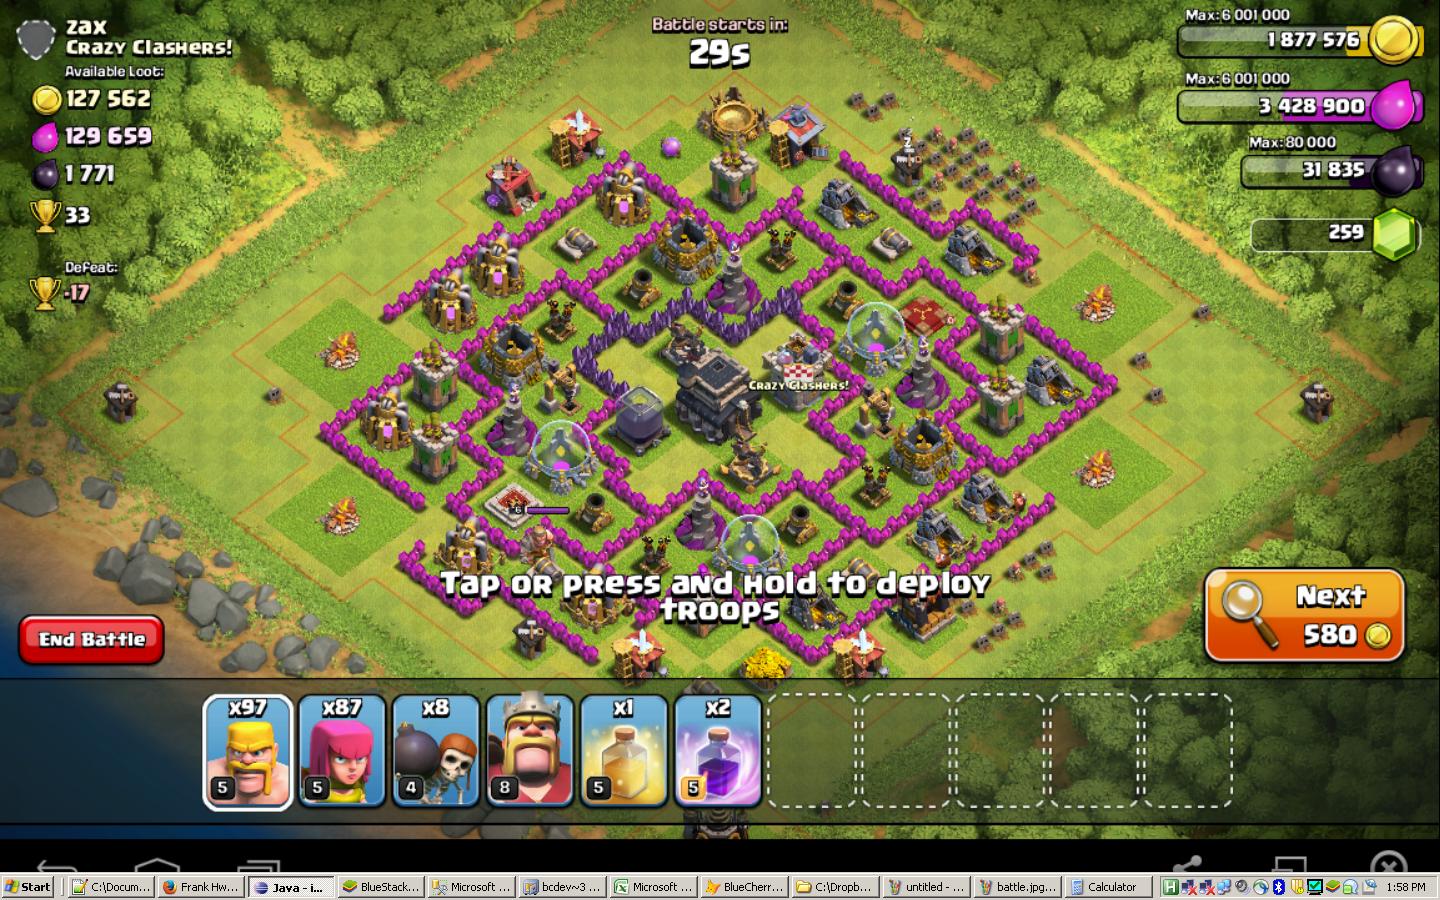 zax
Crazy Clashers!
Available Loot:
127 562
129 659
1 771
33
Defeat:
-17
Battle starts in:
29s
Max: 6 001 000
1 877 576
Max: 6 001 000
3 428 900
Max: 80 000
31 835
259
Crazy Clashers!
6
Tap or press and hold to deploy
troops
End Battle
Next
580
x97
x87
x8
x1
x2
5
5
4
8
5
5
Start
C:\Docum...
Frank Hw...
Java - i...
BlueStack...
Microsoft ...
bcdev~~3 ...
Microsoft ...
BlueCherr...
C:\Dropb...
untitled - ...
battle.jpg...
Calculator
1:58 PM